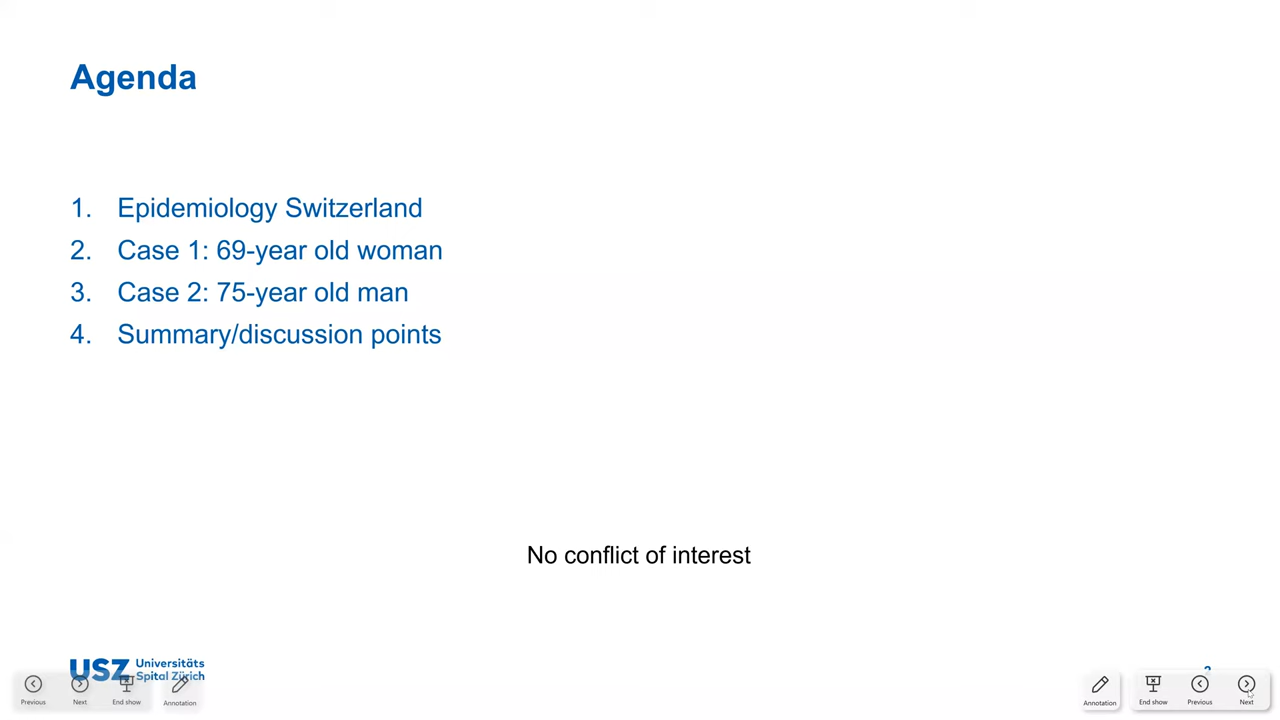 Agenda
1. Epidemiology Switzerland
2. Case 1: 69-year old woman
3. Case 2: 75-year old man
4. Summary/discussion points
No conflict of interest
USZ Universitäts
Spital Zürich
Previous Next End show Annotation
Annotation End show Previous Next